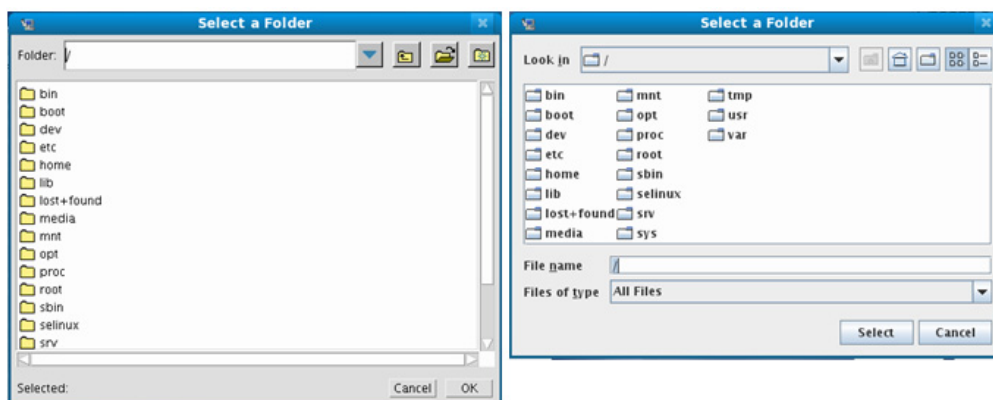 Select a Folder
Folder: /
bin
boot
dev
etc
home
lib
lost+found
media
mnt
opt
proc
root
sbin
selinux
srv
Selected:
Cancel OK
Select a Folder
Look in /
bin mnt tmp
boot opt usr
dev proc var
etc root
home sbin
lib selinux
lost+found srv
media sys
File name /
Files of type All Files
Select Cancel